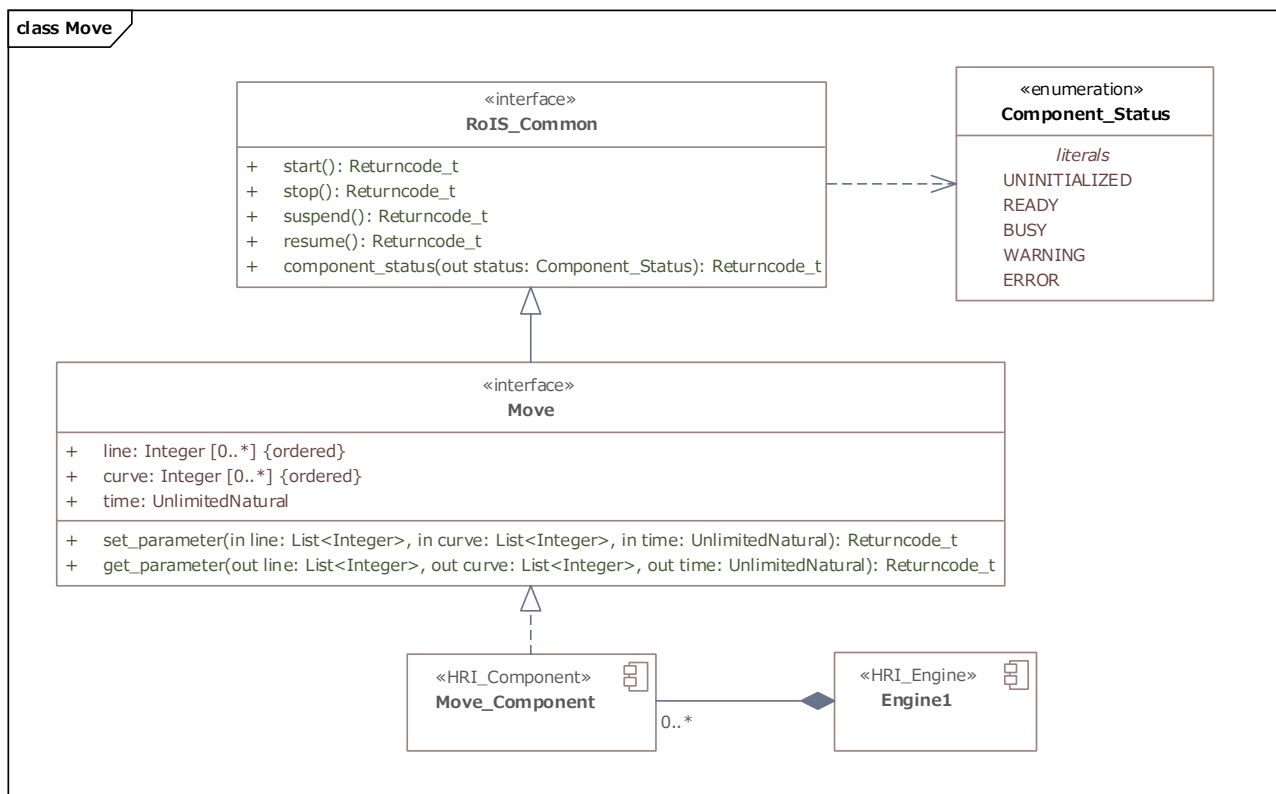 class Move
«interface»
RoIS_Common
+ start(): Returncode_t
+ stop(): Returncode_t
+ suspend(): Returncode_t
+ resume(): Returncode_t
+ component_status(out status: Component_Status): Returncode_t
«enumeration»
Component_Status
literals
UNINITIALIZED
READY
BUSY
WARNING
ERROR
«interface»
Move
+ line: Integer [0..*] {ordered}
+ curve: Integer [0..*] {ordered}
+ time: UnlimitedNatural
+ set_parameter(in line: List<Integer>, in curve: List<Integer>, in time: UnlimitedNatural): Returncode_t
+ get_parameter(out line: List<Integer>, out curve: List<Integer>, out time: UnlimitedNatural): Returncode_t
«HRI_Component»
Move_Component
0..*
«HRI_Engine»
Engine1